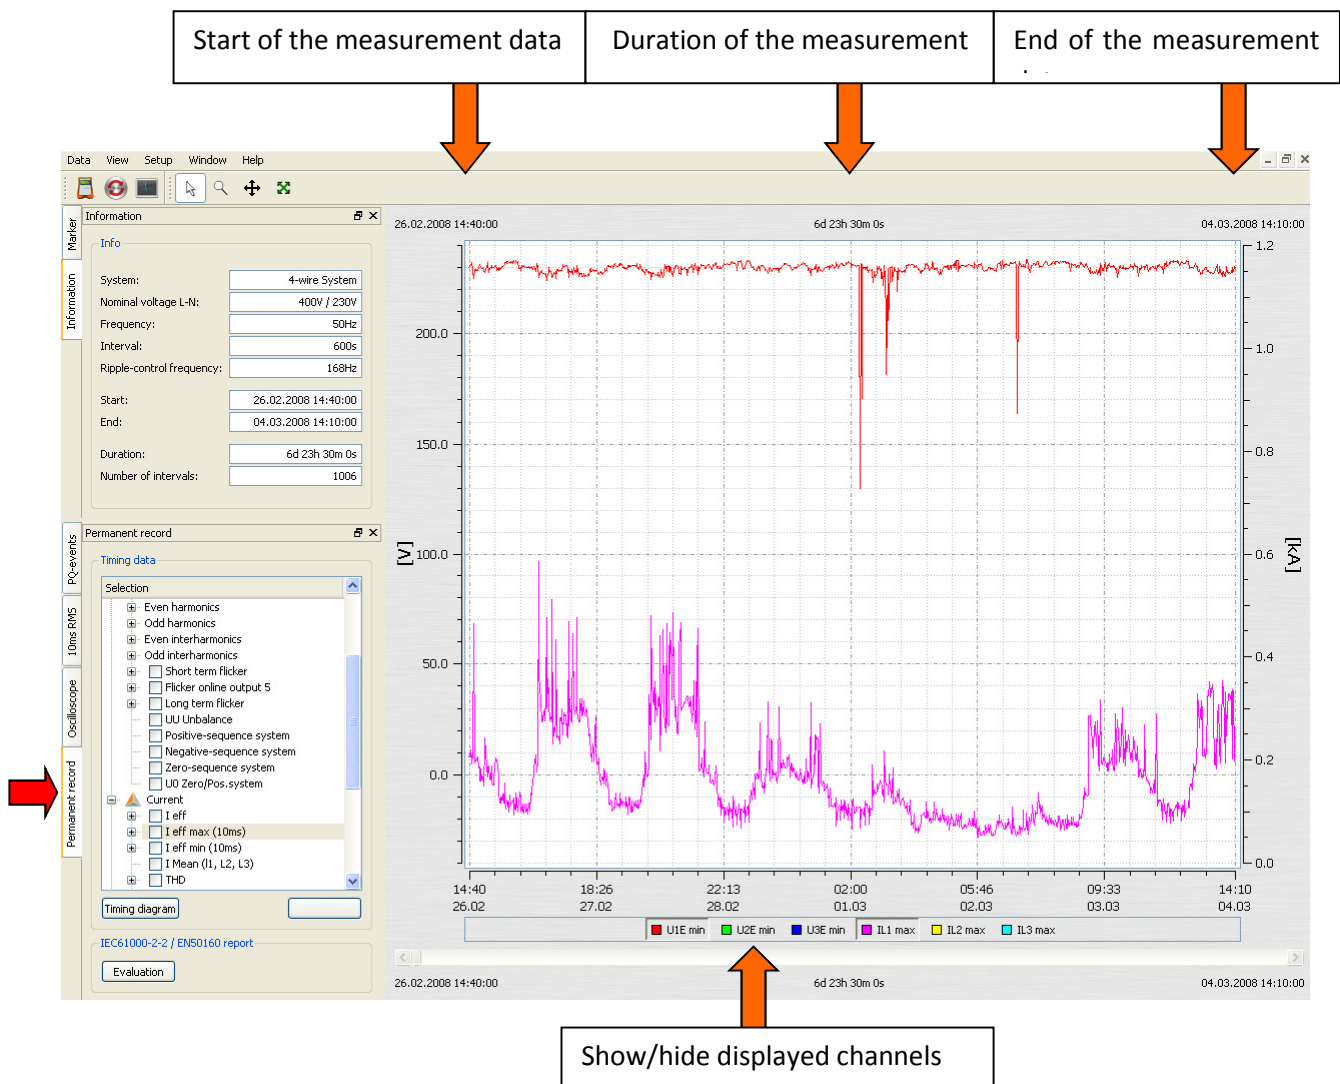 Start of the measurement data
Duration of the measurement
End of the measurement
Data View Setup Window Help
Marker
Information
Information
Info
System: 4-wire System
Nominal voltage L-N: 400V / 230V
Frequency: 50Hz
Interval: 600s
Ripple-control frequency: 168Hz
Start: 26.02.2008 14:40:00
End: 04.03.2008 14:10:00
Duration: 6d 23h 30m 0s
Number of intervals: 1006
PQ-events
10ms RMS
Oscilloscope
Permanent record
Permanent record
Timing data
Selection
Even harmonics
Odd harmonics
Even interharmonics
Odd interharmonics
Short term flicker
Flicker online output 5
Long term flicker
UU Unbalance
Positive-sequence system
Negative-sequence system
Zero-sequence system
U0 Zero/Pos.system
Current
I eff
I eff max (10ms)
I eff min (10ms)
I Mean (l1, L2, L3)
THD
Timing diagram
IEC61000-2-2 / EN50160 report
Evaluation
26.02.2008 14:40:00 6d 23h 30m 0s 04.03.2008 14:10:00
200.0
150.0
100.0
50.0
0.0
[V]
1.2
1.0
0.8
0.6
0.4
0.2
0.0
[kA]
14:40 18:26 22:13 02:00 05:46 09:33 14:10
26.02 27.02 28.02 01.03 02.03 03.03 04.03
U1E min U2E min U3E min IL1 max IL2 max IL3 max
26.02.2008 14:40:00 6d 23h 30m 0s 04.03.2008 14:10:00
Show/hide displayed channels